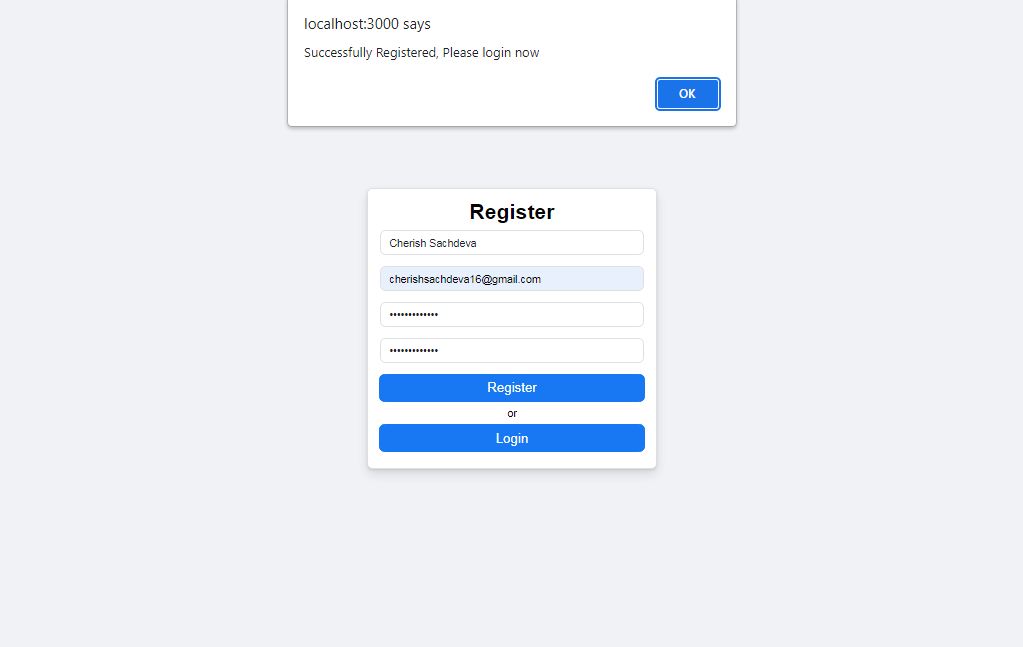 localhost:3000 says
Successfully Registered, Please login now
OK
Register
Cherish Sachdeva
cherishsachdeva16@gmail.com
•••••••••••••
•••••••••••••
Register
or
Login